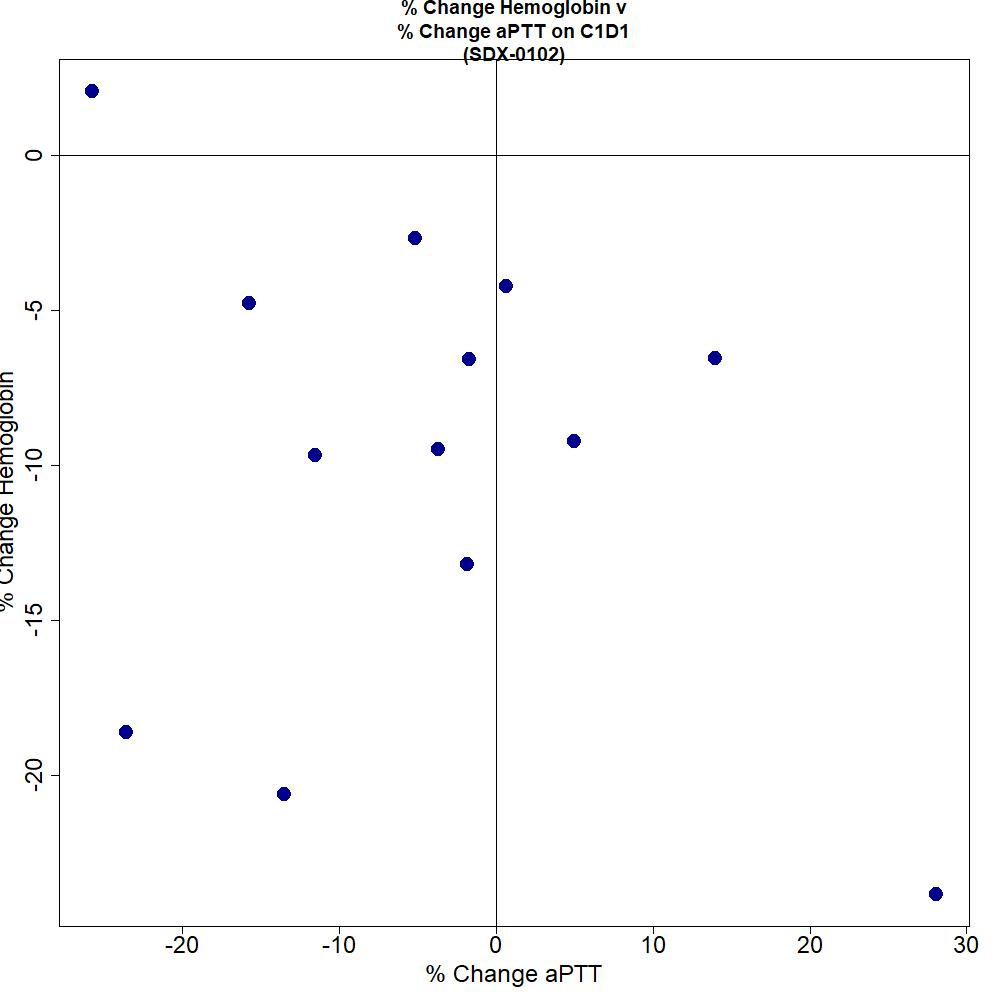 % Change Hemoglobin v
% Change aPTT on C1D1
(SDX-0102)
% Change Hemoglobin
0
-5
-10
-15
-20
-20
-10
0
10
20
30
% Change aPTT